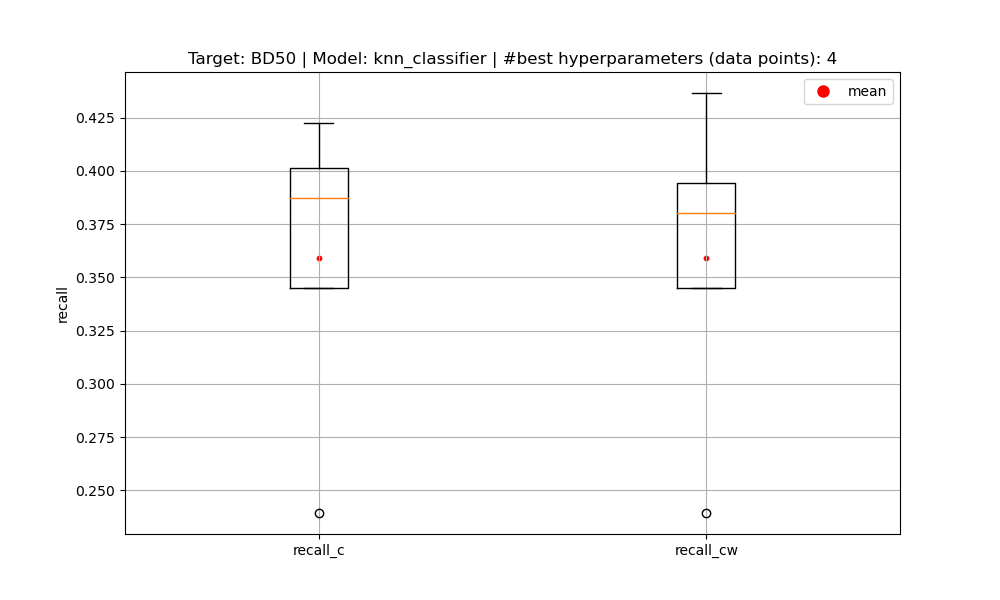 Target: BD50 | Model: knn_classifier | #best hyperparameters (data points): 4
mean
0.425
0.400
0.375
0.350
0.325
0.300
0.275
0.250
recall
recall_c
recall_cw